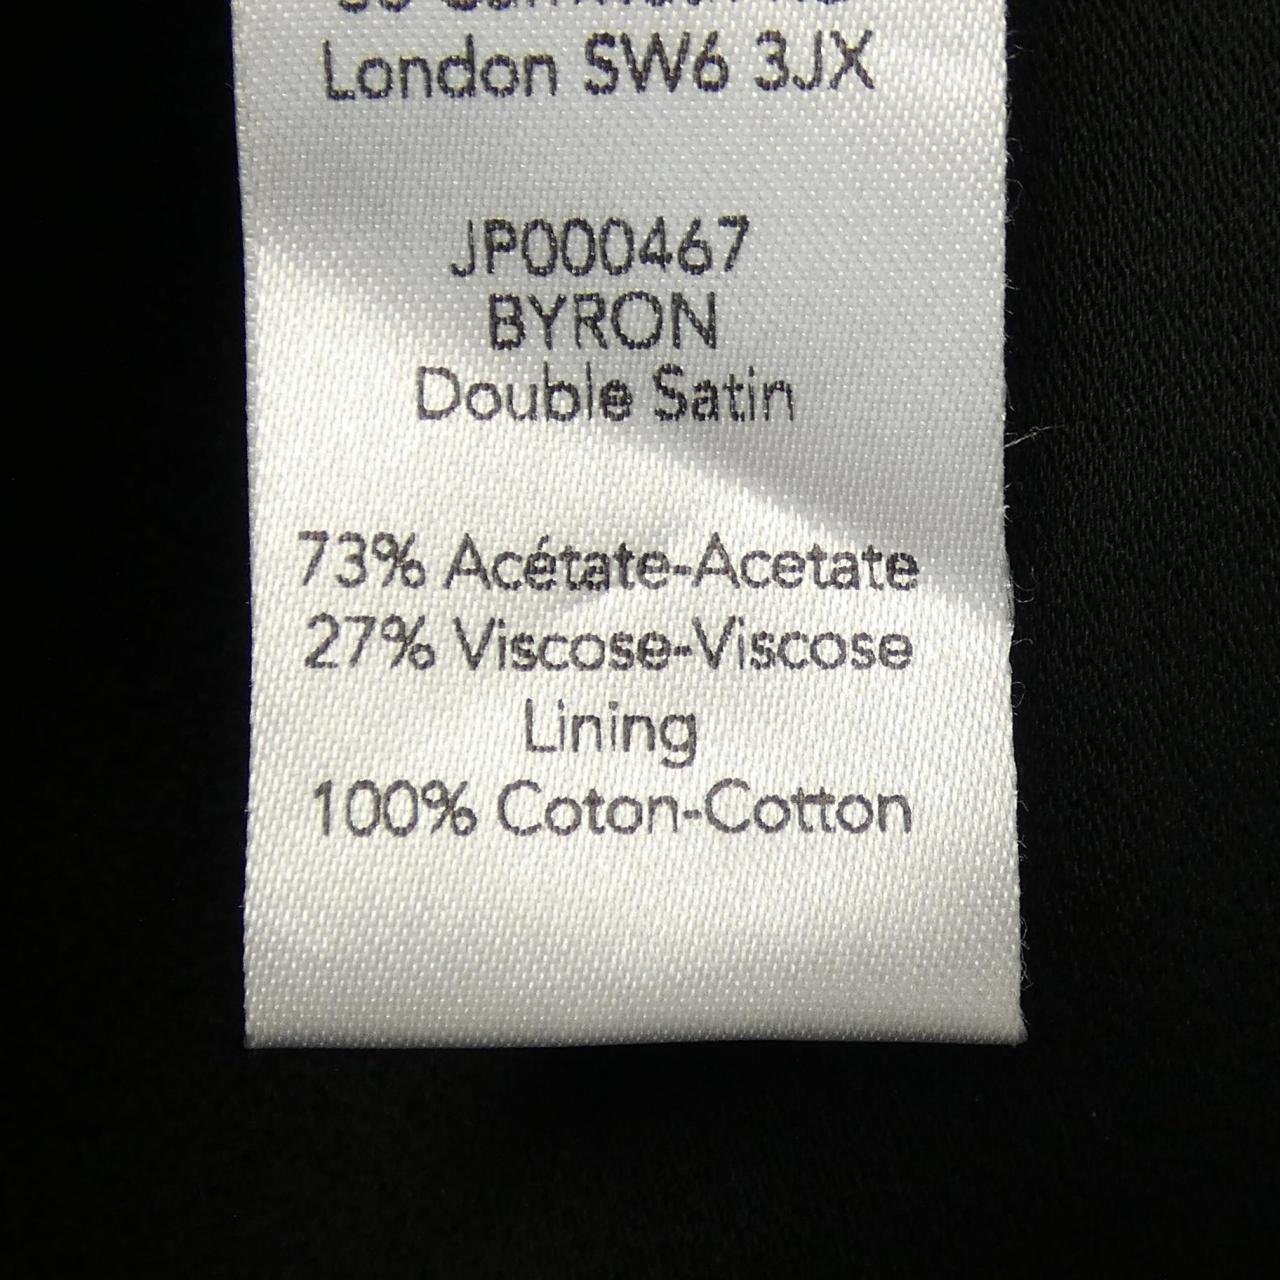 London SW6 3JX
JP000467
BYRON
Double Satin
73% Acétate-Acetate
27% Viscose-Viscose
Lining
100% Coton-Cotton